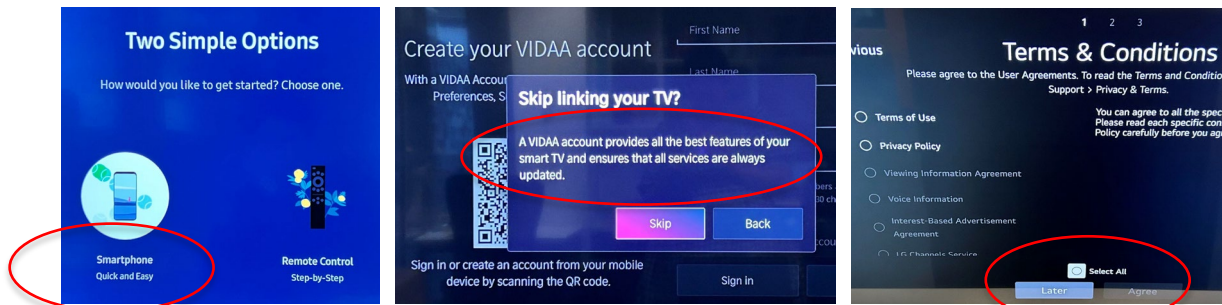 Two Simple Options
How would you like to get started? Choose one.
Smartphone
Quick and Easy
Remote Control
Step-by-Step
Create your VIDAA account
With a VIDAA Accou
Preferences, S
First Name
Last Name
Skip linking your TV?
A VIDAA account provides all the best features of your
smart TV and ensures that all services are always
updated.
Skip
Back
Sign in or create an account from your mobile
device by scanning the QR code.
Sign in
1 2 3
vious
Terms & Conditions
Please agree to the User Agreements. To read the Terms and Conditio
Support > Privacy & Terms.
You can agree to all the spec
Please read each specific con
Policy carefully before you ag
Terms of Use
Privacy Policy
Viewing Information Agreement
Voice Information
Interest-Based Advertisement
Agreement
LG Channels Service
Select All
Later
Agree